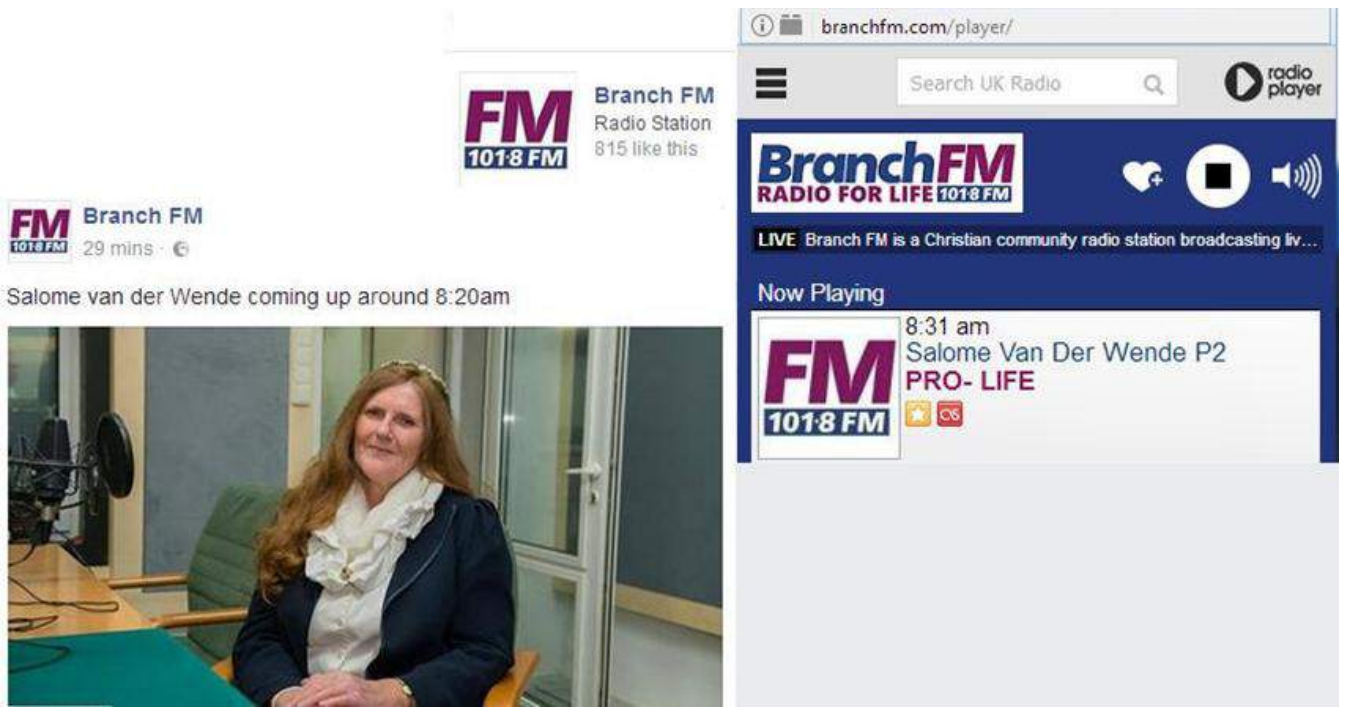 FM
101·8 FM
Branch FM
Radio Station
815 like this
FM
101·8 FM
Branch FM
29 mins ·
Salome van der Wende coming up around 8:20am
branchfm.com/player/
Search UK Radio
radio
player
BranchFM
RADIO FOR LIFE 101·8 FM
LIVE Branch FM is a Christian community radio station broadcasting liv...
Now Playing
FM
101·8 FM
8:31 am
Salome Van Der Wende P2
PRO- LIFE